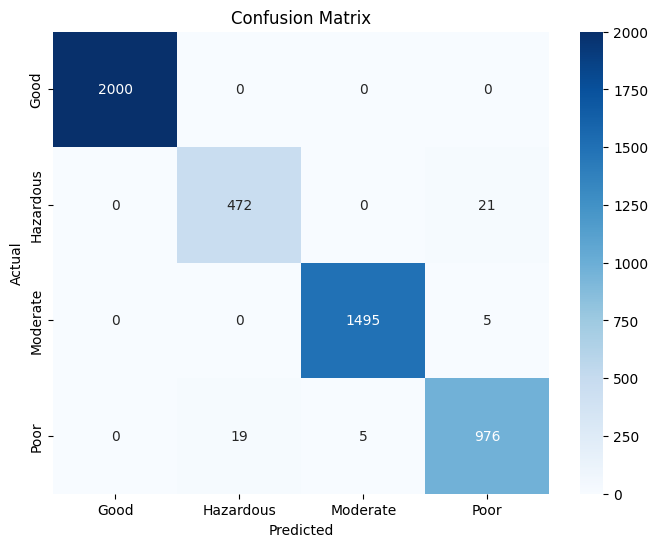 Confusion Matrix
Actual
Good
2000 0 0 0
Hazardous
0 472 0 21
Moderate
0 0 1495 5
Poor
0 19 5 976
Good Hazardous Moderate Poor
Predicted
2000
1750
1500
1250
1000
750
500
250
0